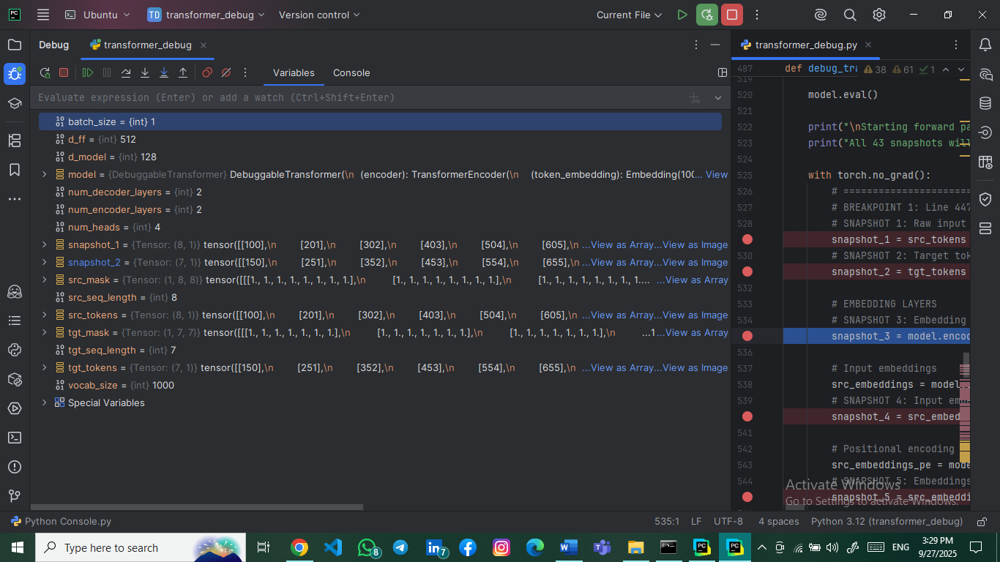 Ubuntu TD transformer_debug Version control Current File
Debug transformer_debug
Variables Console
Evaluate expression (Enter) or add a watch (Ctrl+Shift+Enter)
batch_size = {int} 1
d_ff = {int} 512
d_model = {int} 128
model = {DebuggableTransformer} DebuggableTransformer(\n (encoder): TransformerEncoder(\n (token_embedding): Embedding(100... View
num_decoder_layers = {int} 2
num_encoder_layers = {int} 2
num_heads = {int} 4
snapshot_1 = {Tensor: (8, 1)} tensor([[100],\n [201],\n [302],\n [403],\n [504],\n [605],\n ...View as Array...View as Image
snapshot_2 = {Tensor: (7, 1)} tensor([[150],\n [251],\n [352],\n [453],\n [554],\n [655],\n ...View as Array...View as Image
src_mask = {Tensor: (1, 8, 8)} tensor([[[1., 1., 1., 1., 1., 1., 1., 1.],\n [1., 1., 1., 1., 1., 1., 1., 1.],\n [1., 1., 1., 1., 1., 1., 1., 1.... ...View as Array
src_seq_length = {int} 8
src_tokens = {Tensor: (8, 1)} tensor([[100],\n [201],\n [302],\n [403],\n [504],\n [605],\n ...View as Array...View as Image
tgt_mask = {Tensor: (1, 7, 7)} tensor([[[1., 1., 1., 1., 1., 1., 1.],\n [1., 1., 1., 1., 1., 1., 1.],\n [1., 1., 1., 1., 1., 1., 1.],\n ...1 ...View as Array
tgt_seq_length = {int} 7
tgt_tokens = {Tensor: (7, 1)} tensor([[150],\n [251],\n [352],\n [453],\n [554],\n [655],\n ...View as Array...View as Image
vocab_size = {int} 1000
Special Variables
transformer_debug.py
487 def debug_tra 38 61 1
519
520 model.eval()
521
522 print("\nStarting forward pa
523 print("All 43 snapshots will
524
525 with torch.no_grad():
526 # =======================
527 # BREAKPOINT 1: Line 447
528 # SNAPSHOT 1: Raw input
snapshot_1 = src_tokens
530 # SNAPSHOT 2: Target tok
snapshot_2 = tgt_tokens
532
533 # EMBEDDING LAYERS
534 # SNAPSHOT 3: Embedding
snapshot_3 = model.encod
536
537 # Input embeddings
538 src_embeddings = model
539 # SNAPSHOT 4: Input emb
snapshot_4 = src_embed
541
542 # Positional encoding
543 src_embeddings_pe = mode
544 # SNAPSHOT 5: Embeddings
snapshot_5 = src_embeddi
Activate Windows
Go to Settings to activate Windows.
Python Console.py 535:1 LF UTF-8 4 spaces Python 3.12 (transformer_debug)
Type here to search 8 7 ENG 3:29 PM
9/27/2025